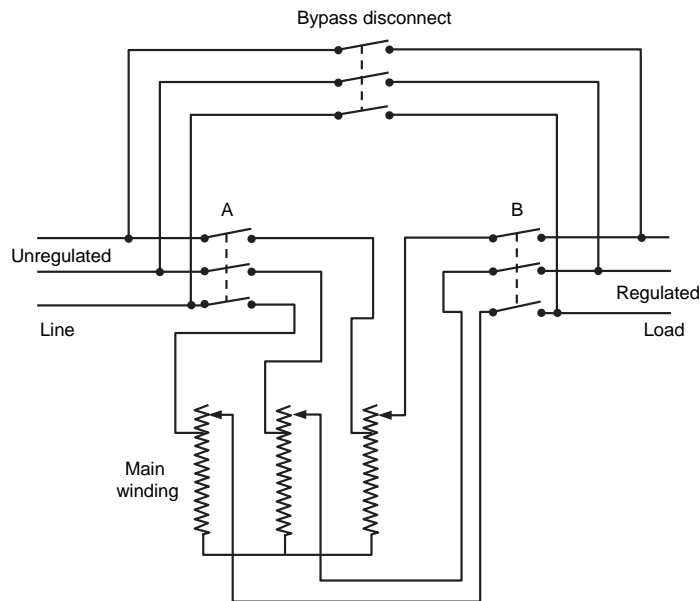 Bypass disconnect
A
B
Unregulated
Line
Regulated
Load
Main
winding